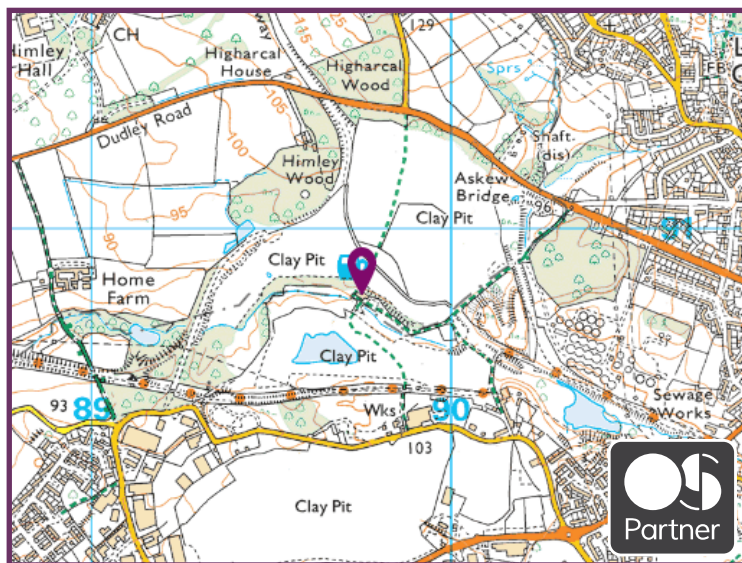 129
CH
Himley
Hall
Higharcal
House
Higharcal
Wood
Sprs
FB
115
105
Dudley Road
100
Shaft
(dis)
Himley
Wood
Askew
Bridge
96
95
90
Clay Pit
91
Clay Pit
Home
Farm
Clay Pit
93
89
Wks
90
Sewage
Works
103
Clay Pit
OS
Partner